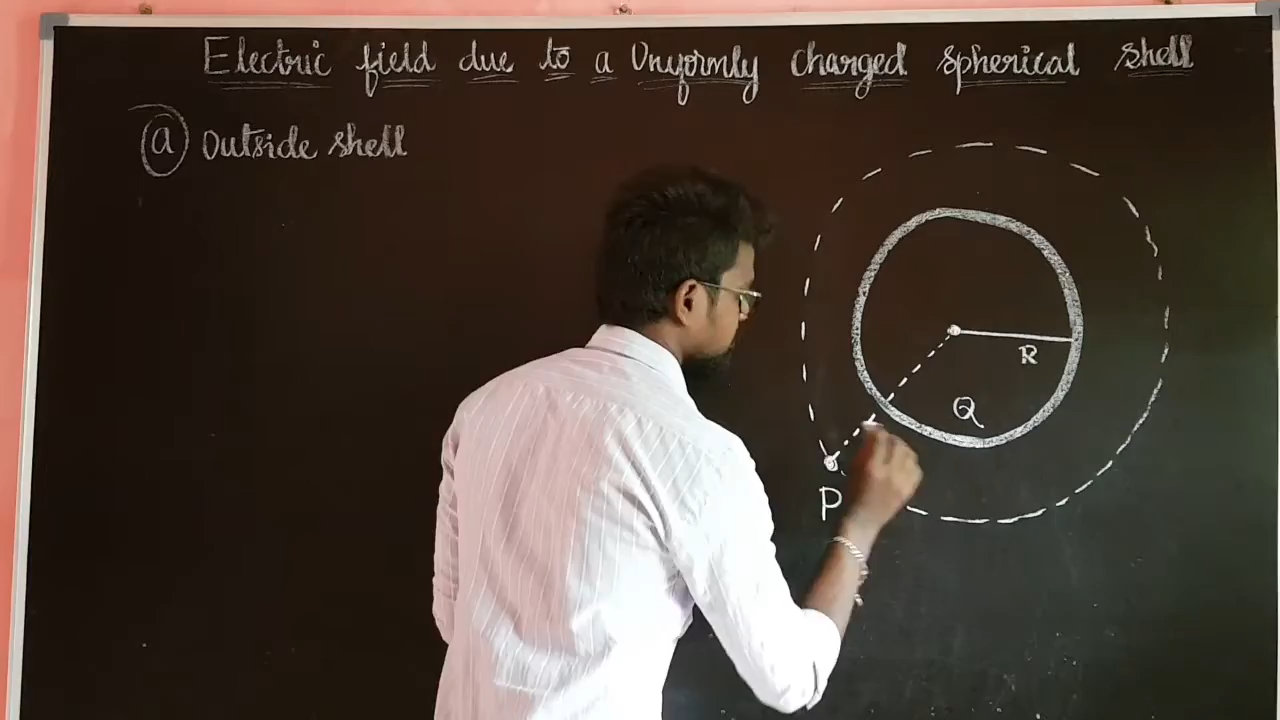 Electric field due to a Uniformly charged spherical shell
a Outside shell
R
Q
P